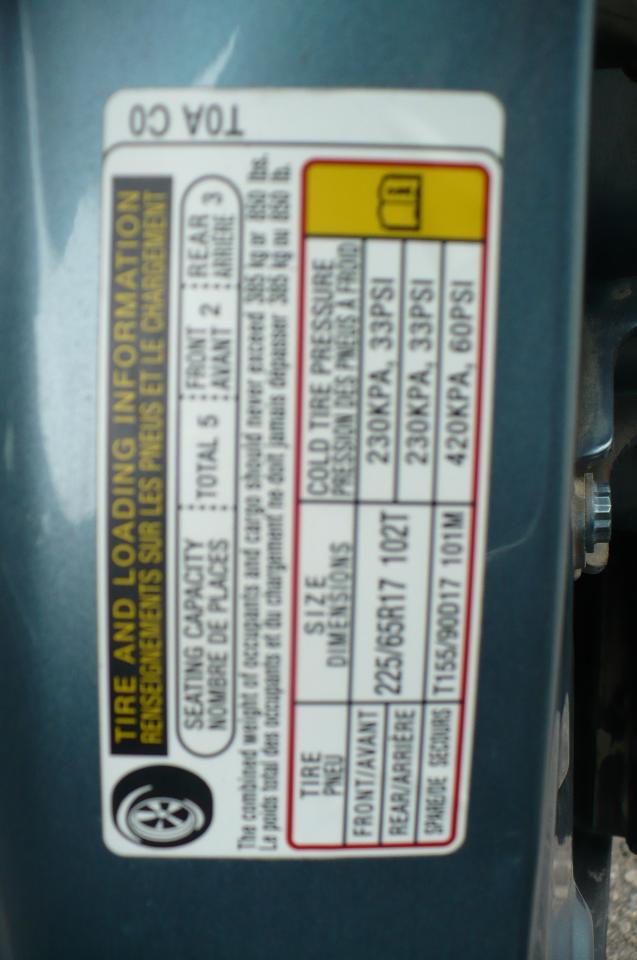 TIRE AND LOADING INFORMATION
RENSEIGNEMENTS SUR LES PNEUS ET LE CHARGEMENT
SEATING CAPACITY TOTAL 5 FRONT 2 REAR 3
NOMBRE DE PLACES AVANT ARRIÈRE
The combined weight of occupants and cargo should never exceed 385 kg or 850 lbs.
Le poids total des occupants et du chargement ne doit jamais dépasser 385 kg ou 850 lb.
TIRE SIZE COLD TIRE PRESSURE
PNEU DIMENSIONS PRESSION DES PNEUS À FROID
FRONT/AVANT 225/65R17 102T 230KPA, 33PSI
REAR/ARRIÈRE 230KPA, 33PSI
SPARE/DE SECOURS T155/90D17 101M 420KPA, 60PSI
T0A C0